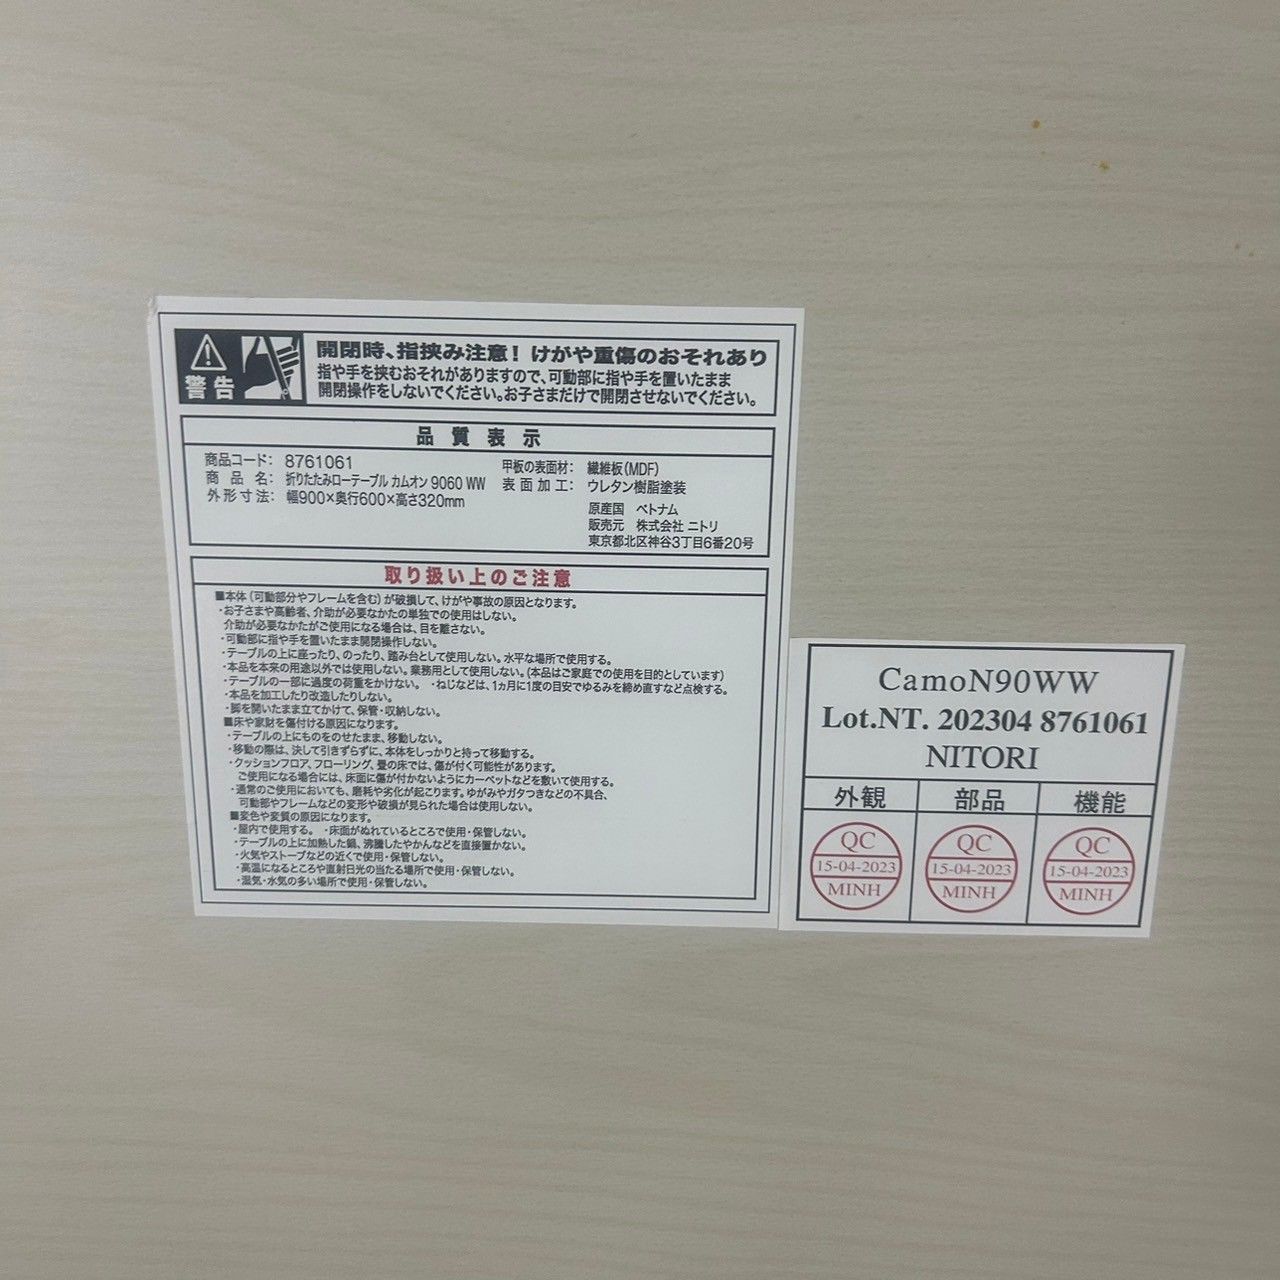 警告
開閉時、指挟み注意！けがや重傷のおそれあり
指や手を挟むおそれがありますので、可動部に指や手を置いたまま
開閉操作をしないでください。お子さまだけで開閉させないでください。
品質表示
商品コード： 8761061
商品名： 折りたたみローテーブル カムオン 9060 WW
外形寸法： 幅900×奥行600×高さ320mm
甲板の表面材： 繊維板(MDF)
表面加工： ウレタン樹脂塗装
原産国 ベトナム
販売元 株式会社 ニトリ
東京都北区神谷3丁目6番20号
取り扱い上のご注意
■本体（可動部分やフレームを含む）が破損して、けがや事故の原因となります。
・お子さまや高齢者、介助が必要なかたの単独での使用はしない。
介助が必要なかたがご使用になる場合は、目を離さない。
・可動部に指や手を置いたまま開閉操作しない。
・テーブルの上に座ったり、のったり、踏み台として使用しない。水平な場所で使用する。
・本品を本来の用途以外では使用しない。業務用として使用しない。（本品はご家庭での使用を目的としています）
・テーブルの一部に過度の荷重をかけない。 ・ねじなどは、1ヵ月に1度の目安でゆるみを締め直すなど点検する。
・本品を加工したり改造したりしない。
・脚を開いたまま立てかけて、保管・収納しない。
■床や家財を傷付ける原因になります。
・テーブルの上にものをのせたまま、移動しない。
・移動の際は、決して引きずらずに、本体をしっかりと持って移動する。
・クッションフロア、フローリング、畳の床では、傷が付く可能性があります。
ご使用になる場合には、床面に傷が付かないようにカーペットなどを敷いて使用する。
・通常のご使用においても、磨耗や劣化が起こります。ゆがみやガタつきなどの不具合、
可動部やフレームなどの変形や破損が見られた場合は使用しない。
■変色や変質の原因になります。
・屋内で使用する。 ・床面がぬれているところで使用・保管しない。
・テーブルの上に加熱した鍋、沸騰したやかんなどを直接置かない。
・火気やストーブなどの近くで使用・保管しない。
・高温になるところや直射日光の当たる場所で使用・保管しない。
・湿気・水気の多い場所で使用・保管しない。
CamoN90WW
Lot.NT. 202304 8761061
NITORI
外観 部品 機能
QC QC QC
15-04-2023 15-04-2023 15-04-2023
MINH MINH MINH